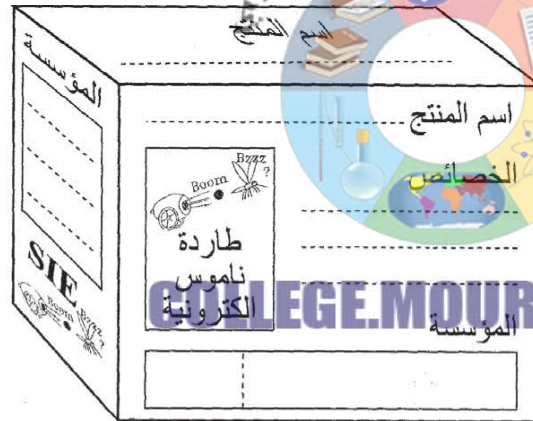 اسم المنتج
المؤسسة
اسم المنتج
الخصائص
Bzzz
?
Boom
طاردة
ناموس
الكترونية
SIE
Boom
Bzzz
?
COLLEGE.MOUR
المؤسسة